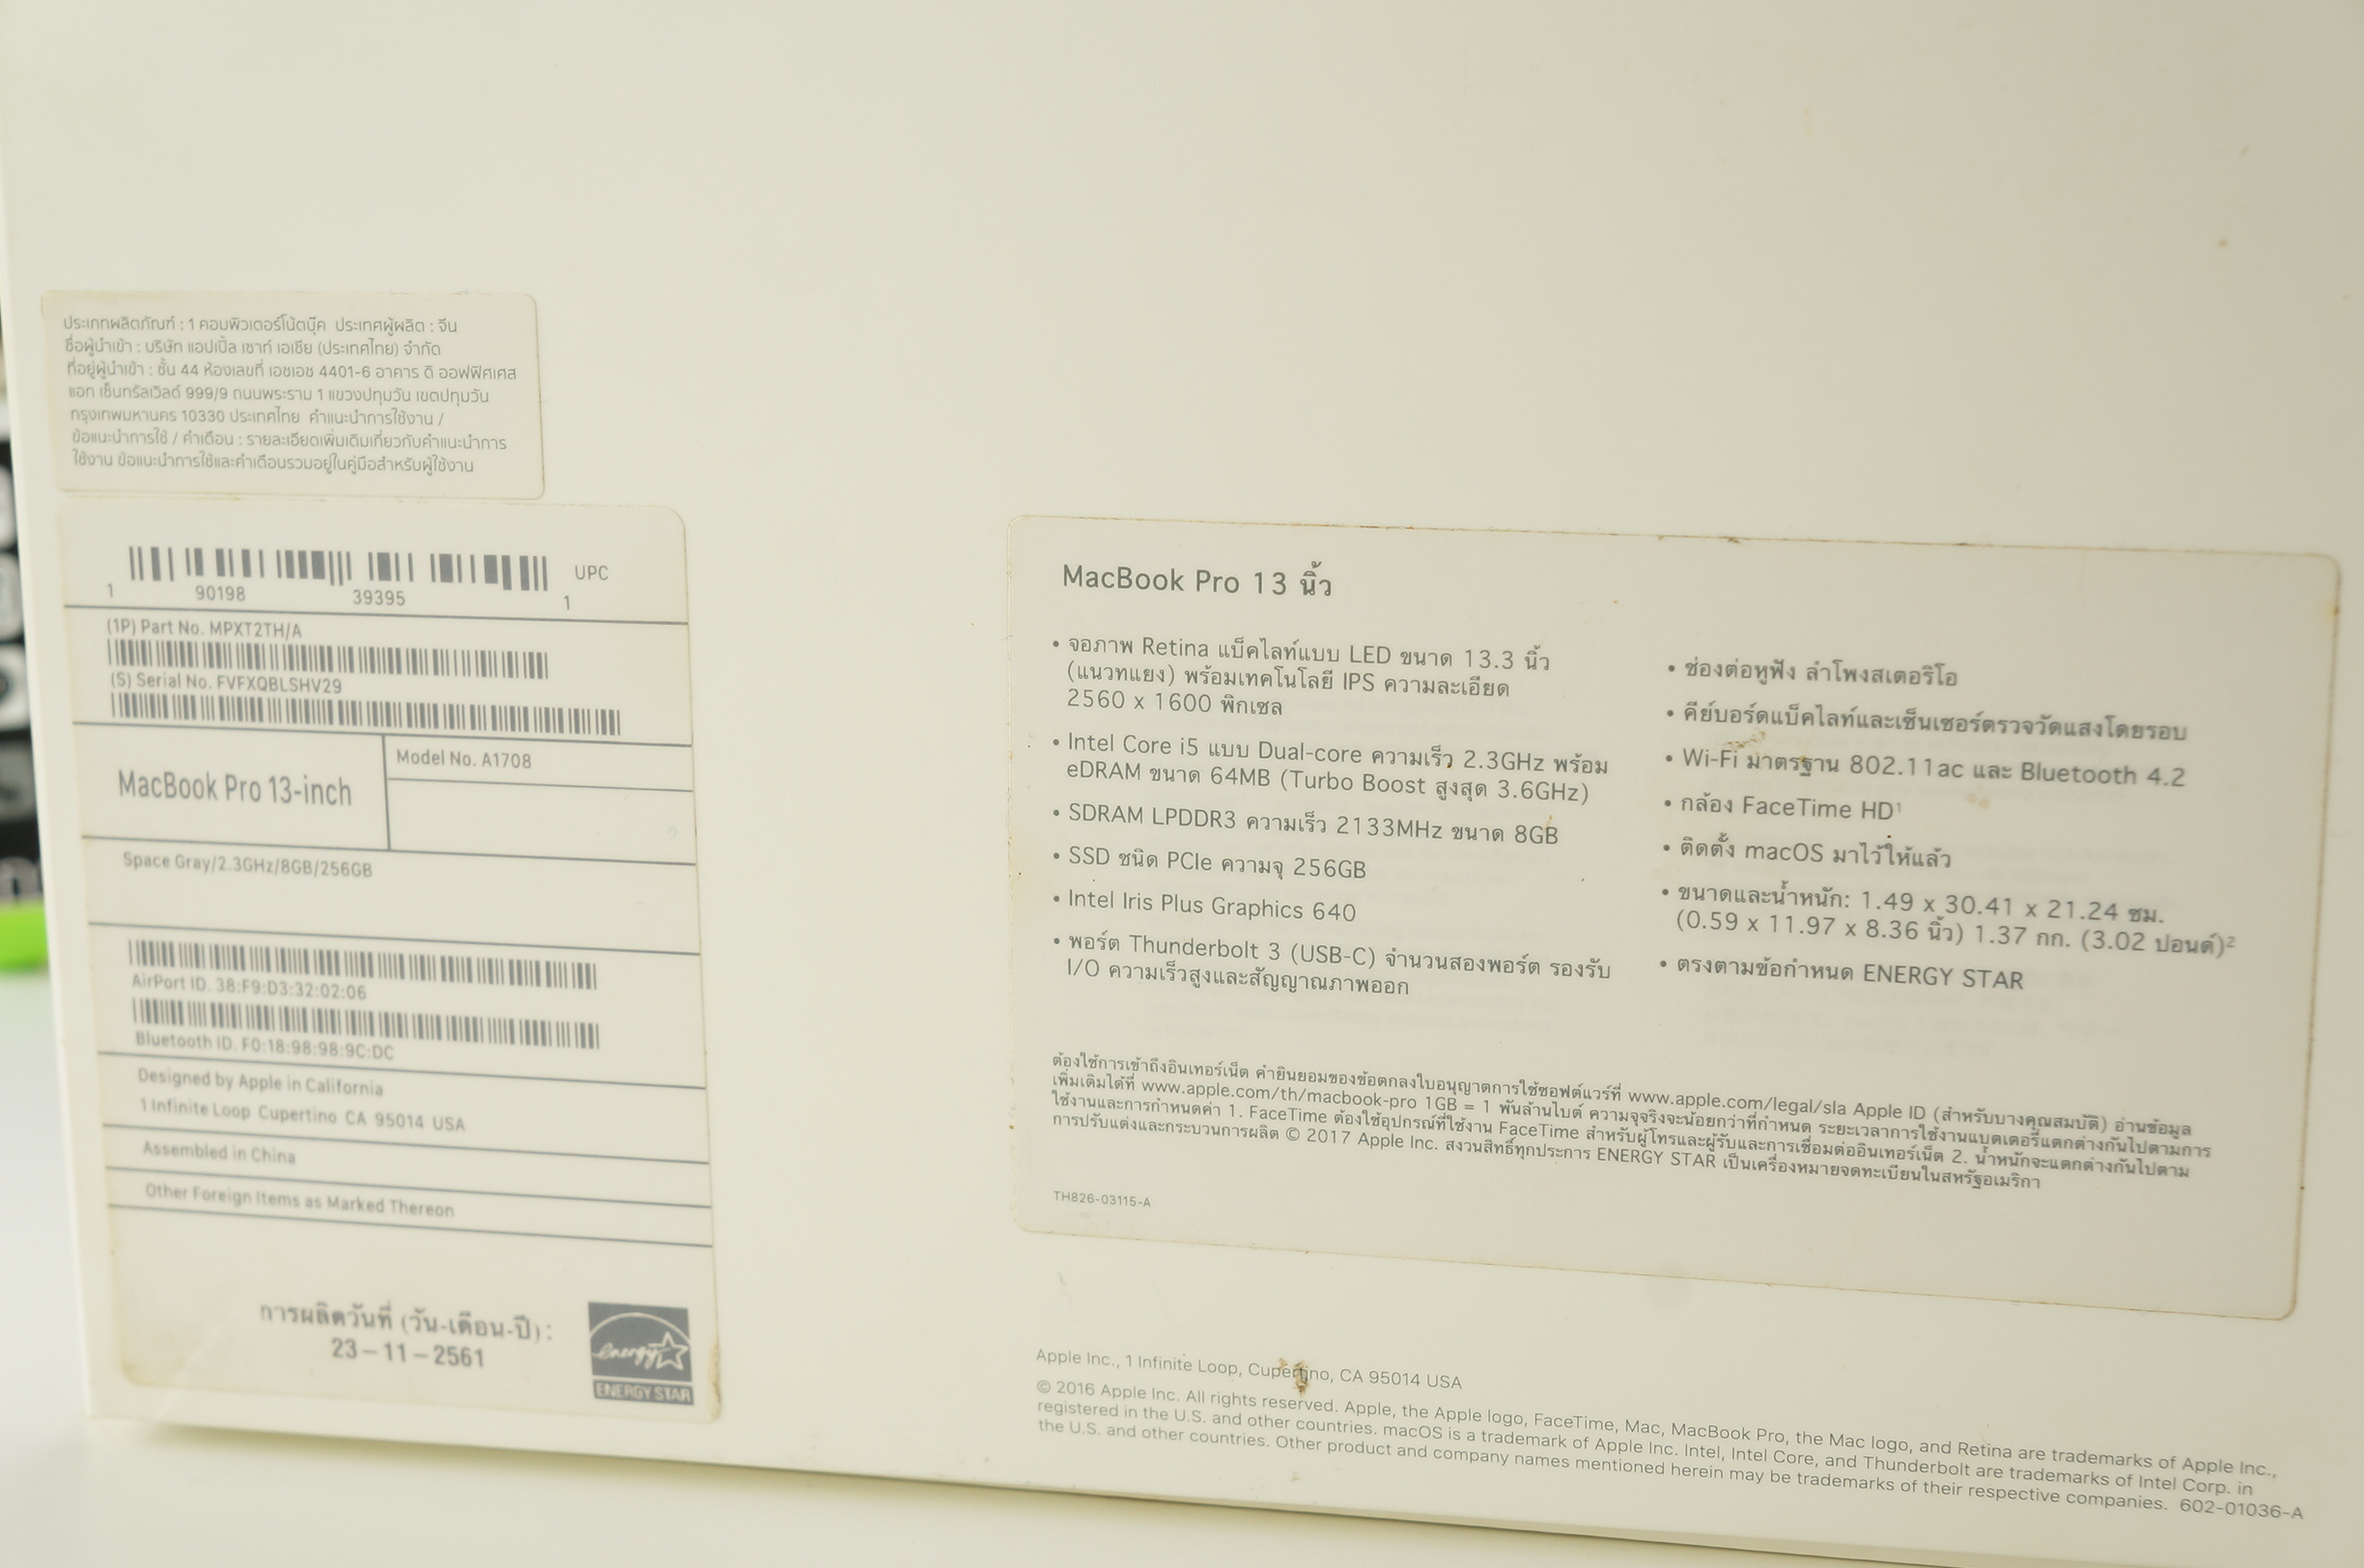 ประเภทผลิตภัณฑ์ : 1 คอมพิวเตอร์โน้ตบุ๊ค ประเทศผู้ผลิต : จีน
ชื่อผู้นำเข้า : บริษัท แอปเปิ้ล เซาท์ เอเชีย (ประเทศไทย) จำกัด
ที่อยู่ผู้นำเข้า : ชั้น 44 ห้องเลขที่ เอชเอช 4401-6 อาคาร ดิ ออฟฟิศเศส
แอท เซ็นทรัลเวิลด์ 999/9 ถนนพระราม 1 แขวงปทุมวัน เขตปทุมวัน
กรุงเทพมหานคร 10330 ประเทศไทย คำแนะนำการใช้งาน /
ข้อแนะนำการใช้ / คำเตือน : รายละเอียดเพิ่มเติมเกี่ยวกับคำแนะนำการ
ใช้งาน ข้อแนะนำการใช้และคำเตือนรวมอยู่ในคู่มือสำหรับผู้ใช้งาน
UPC
1 90198 39395 1
(1P) Part No. MPXT2TH/A
(S) Serial No. FVFXQBLSHV29
MacBook Pro 13-inch
Model No. A1708
Space Gray/2.3GHz/8GB/256GB
AirPort ID. 38:F9:D3:32:02:06
Bluetooth ID. F0:18:98:98:9C:DC
Designed by Apple in California
1 Infinite Loop Cupertino CA 95014 USA
Assembled in China
Other Foreign Items as Marked Thereon
การผลิตวันที่ (วัน-เดือน-ปี) :
23 – 11 – 2561
energy
ENERGY STAR
MacBook Pro 13 นิ้ว
• จอภาพ Retina แบ็คไลท์แบบ LED ขนาด 13.3 นิ้ว
(แนวทแยง) พร้อมเทคโนโลยี IPS ความละเอียด
2560 x 1600 พิกเซล
• Intel Core i5 แบบ Dual-core ความเร็ว 2.3GHz พร้อม
eDRAM ขนาด 64MB (Turbo Boost สูงสุด 3.6GHz)
• SDRAM LPDDR3 ความเร็ว 2133MHz ขนาด 8GB
• SSD ชนิด PCIe ความจุ 256GB
• Intel Iris Plus Graphics 640
• พอร์ต Thunderbolt 3 (USB-C) จำนวนสองพอร์ต รองรับ
I/O ความเร็วสูงและสัญญาณภาพออก
• ช่องต่อหูฟัง ลำโพงสเตอริโอ
• คีย์บอร์ดแบ็คไลท์และเซ็นเซอร์ตรวจวัดแสงโดยรอบ
• Wi-Fi มาตรฐาน 802.11ac และ Bluetooth 4.2
• กล้อง FaceTime HD¹
• ติดตั้ง macOS มาไว้ให้แล้ว
• ขนาดและน้ำหนัก: 1.49 x 30.41 x 21.24 ซม.
(0.59 x 11.97 x 8.36 นิ้ว) 1.37 กก. (3.02 ปอนด์)²
• ตรงตามข้อกำหนด ENERGY STAR
ต้องใช้การเข้าถึงอินเทอร์เน็ต คำยินยอมของข้อตกลงใบอนุญาตการใช้ซอฟต์แวร์ที่ www.apple.com/legal/sla Apple ID (สำหรับบางคุณสมบัติ) อ่านข้อมูล
เพิ่มเติมได้ที่ www.apple.com/th/macbook-pro 1GB = 1 พันล้านไบต์ ความจุจริงจะน้อยกว่าที่กำหนด ระยะเวลาการใช้งานแบตเตอรี่แตกต่างกันไปตามการ
ใช้งานและการกำหนดค่า 1. FaceTime ต้องใช้อุปกรณ์ที่ใช้งาน FaceTime สำหรับผู้โทรและผู้รับและการเชื่อมต่ออินเทอร์เน็ต 2. น้ำหนักจะแตกต่างกันไปตาม
การปรับแต่งและกระบวนการผลิต © 2017 Apple Inc. สงวนสิทธิ์ทุกประการ ENERGY STAR เป็นเครื่องหมายจดทะเบียนในสหรัฐอเมริกา
TH826-03115-A
Apple Inc., 1 Infinite Loop, Cupertino, CA 95014 USA
© 2016 Apple Inc. All rights reserved. Apple, the Apple logo, FaceTime, Mac, MacBook Pro, the Mac logo, and Retina are trademarks of Apple Inc.,
registered in the U.S. and other countries. macOS is a trademark of Apple Inc. Intel, Intel Core, and Thunderbolt are trademarks of Intel Corp. in
the U.S. and other countries. Other product and company names mentioned herein may be trademarks of their respective companies. 602-01036-A